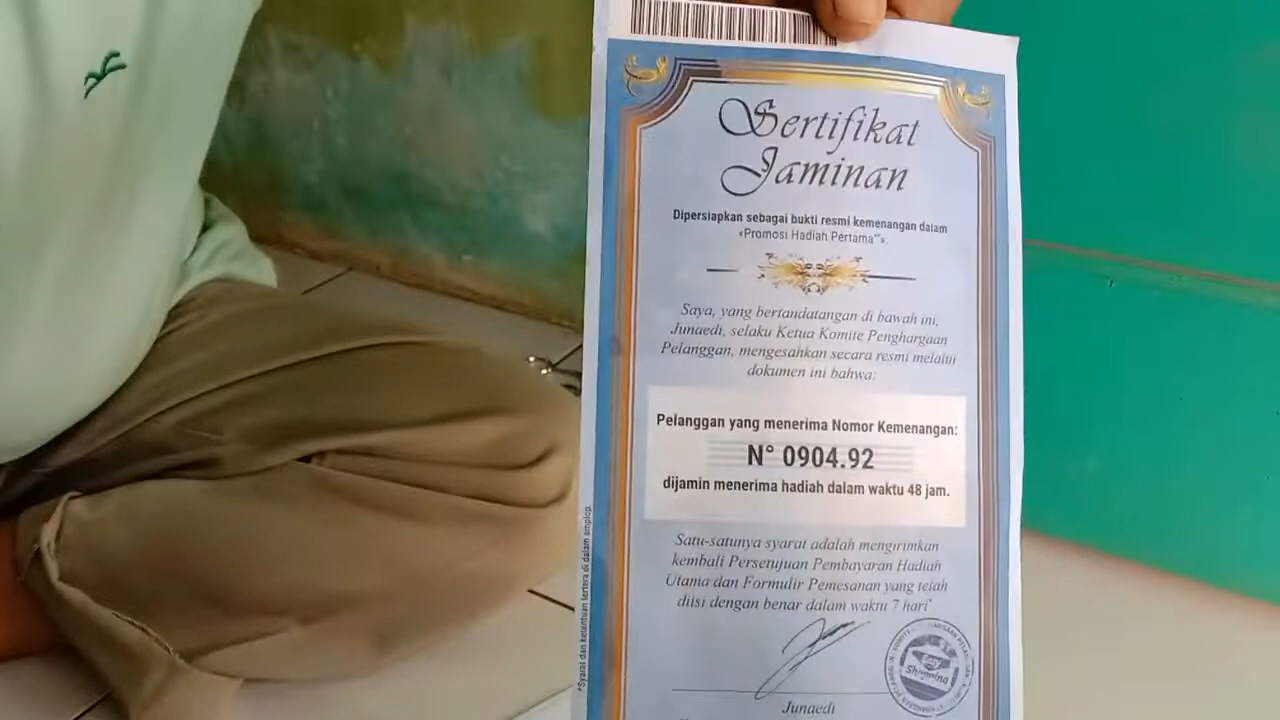 Sertifikat
Jaminan
Dipersiapkan sebagai bukti resmi kemenangan dalam
«Promosi Hadiah Pertama*».
Saya, yang bertandatangan di bawah ini,
Junaedi, selaku Ketua Komite Penghargaan
Pelanggan, mengesahkan secara resmi melalui
dokumen ini bahwa:
Pelanggan yang menerima Nomor Kemenangan:
N° 0904.92
dijamin menerima hadiah dalam waktu 48 jam.
Satu-satunya syarat adalah mengirimkan
kembali Persetujuan Pembayaran Hadiah
Utama dan Formulir Pemesanan yang telah
diisi dengan benar dalam waktu 7 hari*
Easy
Shopping
Junaedi
*Syarat dan ketentuan tertera di dalam amplop.